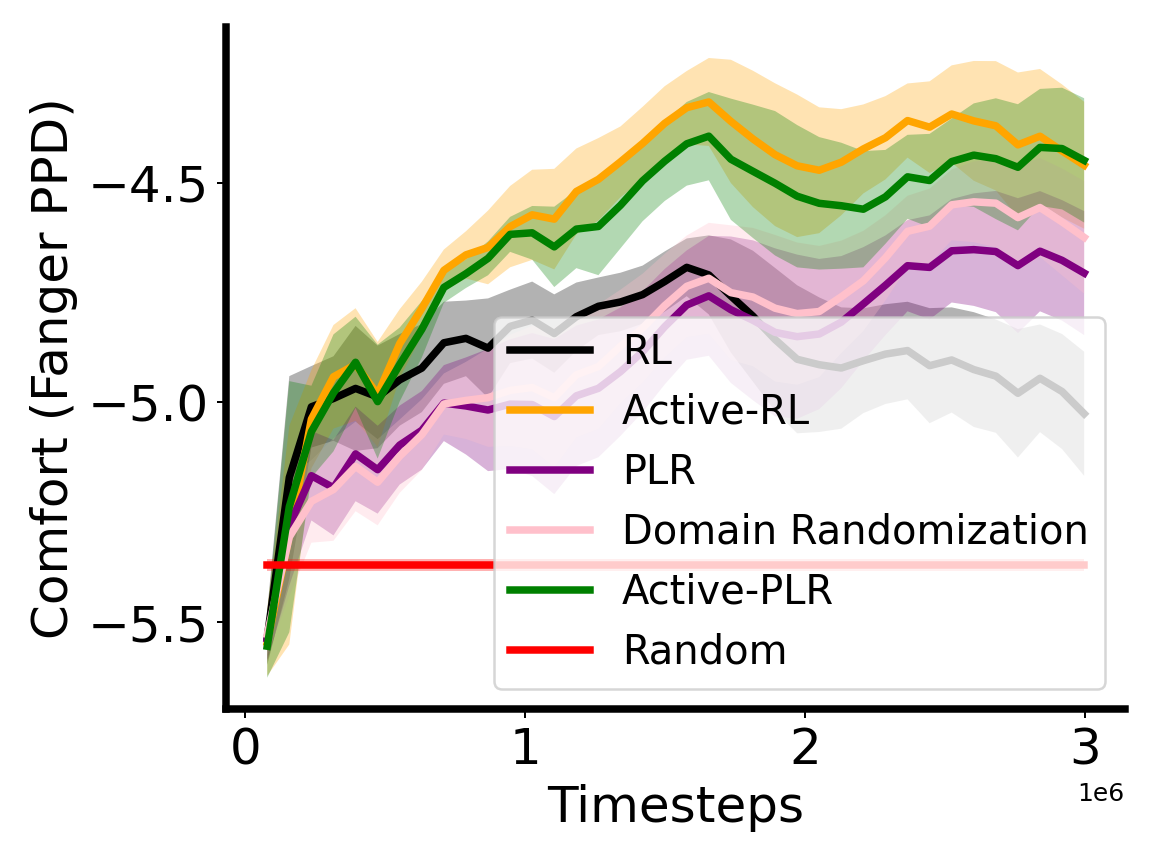 Comfort (Fanger PPD)
−4.5
−5.0
−5.5
RL
Active-RL
PLR
Domain Randomization
Active-PLR
Random
0
1
2
3
1e6
Timesteps